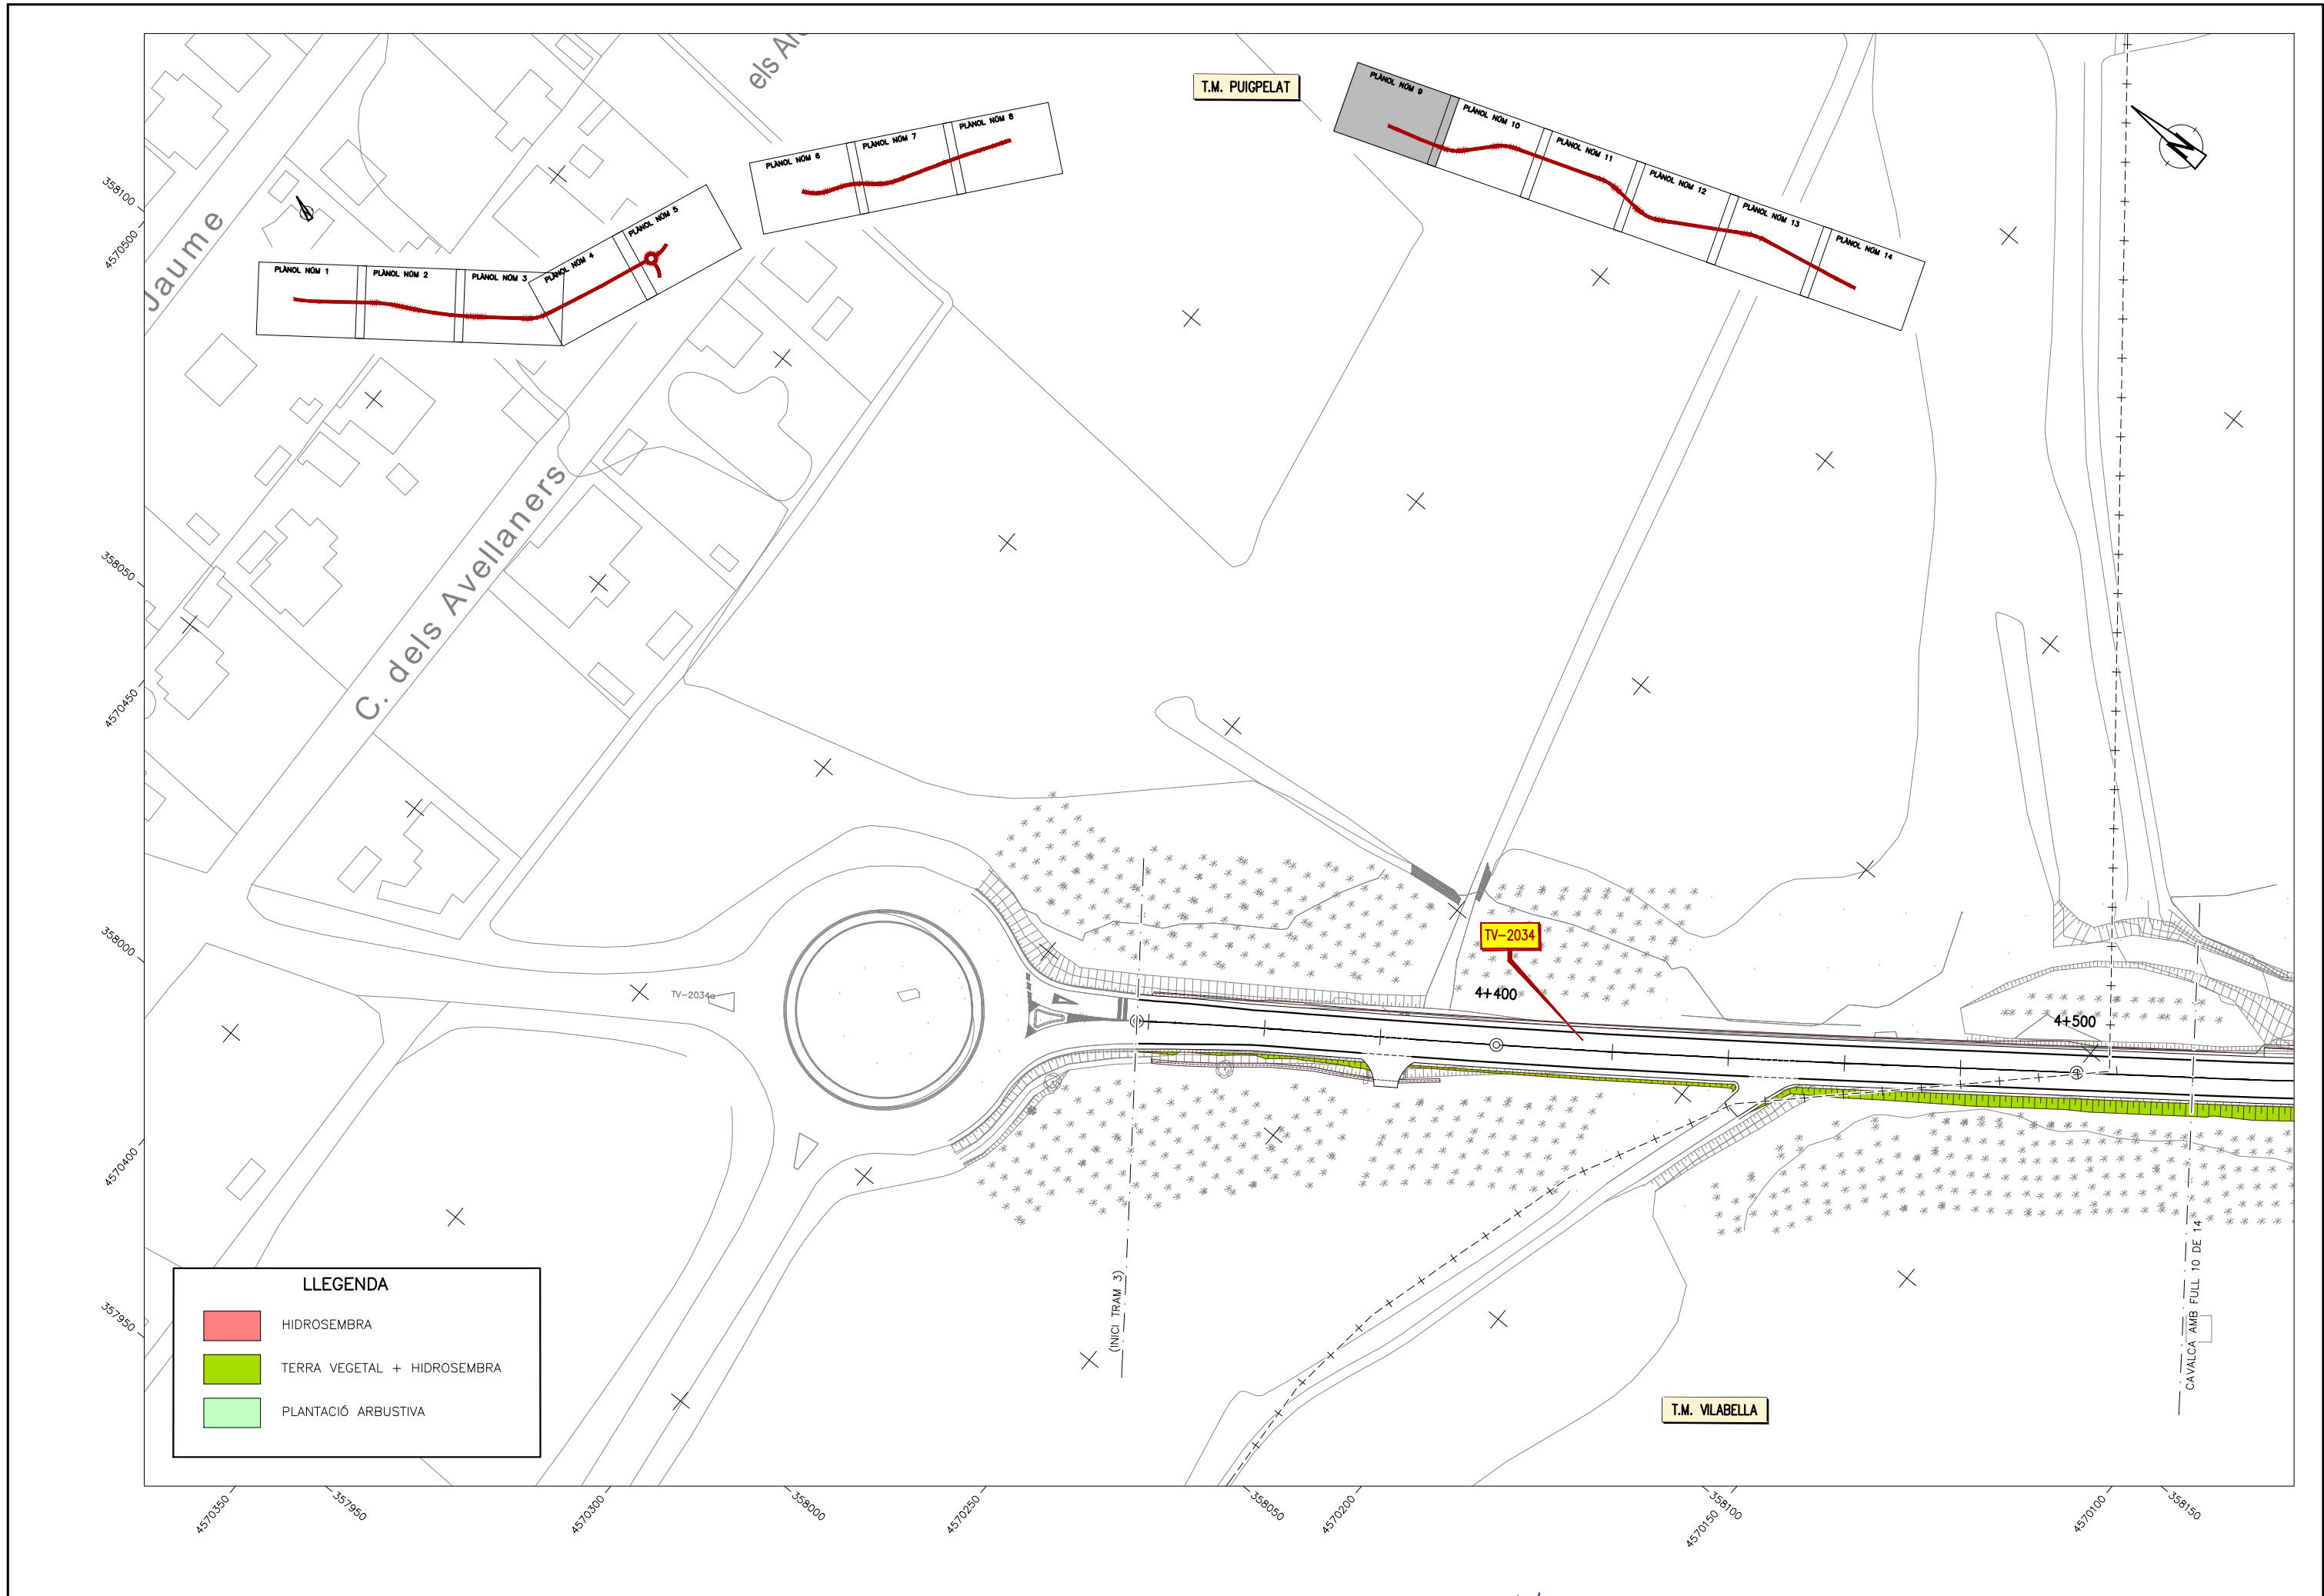 els Al
T.M. PUIGPELAT
PLÀNOL NÚM 9
PLÀNOL NÚM 10
PLÀNOL NÚM 11
PLÀNOL NÚM 12
PLÀNOL NÚM 13
PLÀNOL NÚM 14
PLÀNOL NÚM 6
PLÀNOL NÚM 7
PLÀNOL NÚM 8
PLÀNOL NÚM 1
PLÀNOL NÚM 2
PLÀNOL NÚM 3
PLÀNOL NÚM 4
PLÀNOL NÚM 5
N
N
358100
4570500
Jaume
358050
C. dels Avellaners
4570450
358000
TV-2034a
TV-2034
4+400
4+500
4570400
357950
(INICI TRAM 3)
CAVALCA AMB FULL 10 DE 14
LLEGENDA
HIDROSEMBRA
TERRA VEGETAL + HIDROSEMBRA
PLANTACIÓ ARBUSTIVA
T.M. VILABELLA
4570350
357950
4570300
358000
4570250
358050
4570200
358100
4570150
4570100
358150